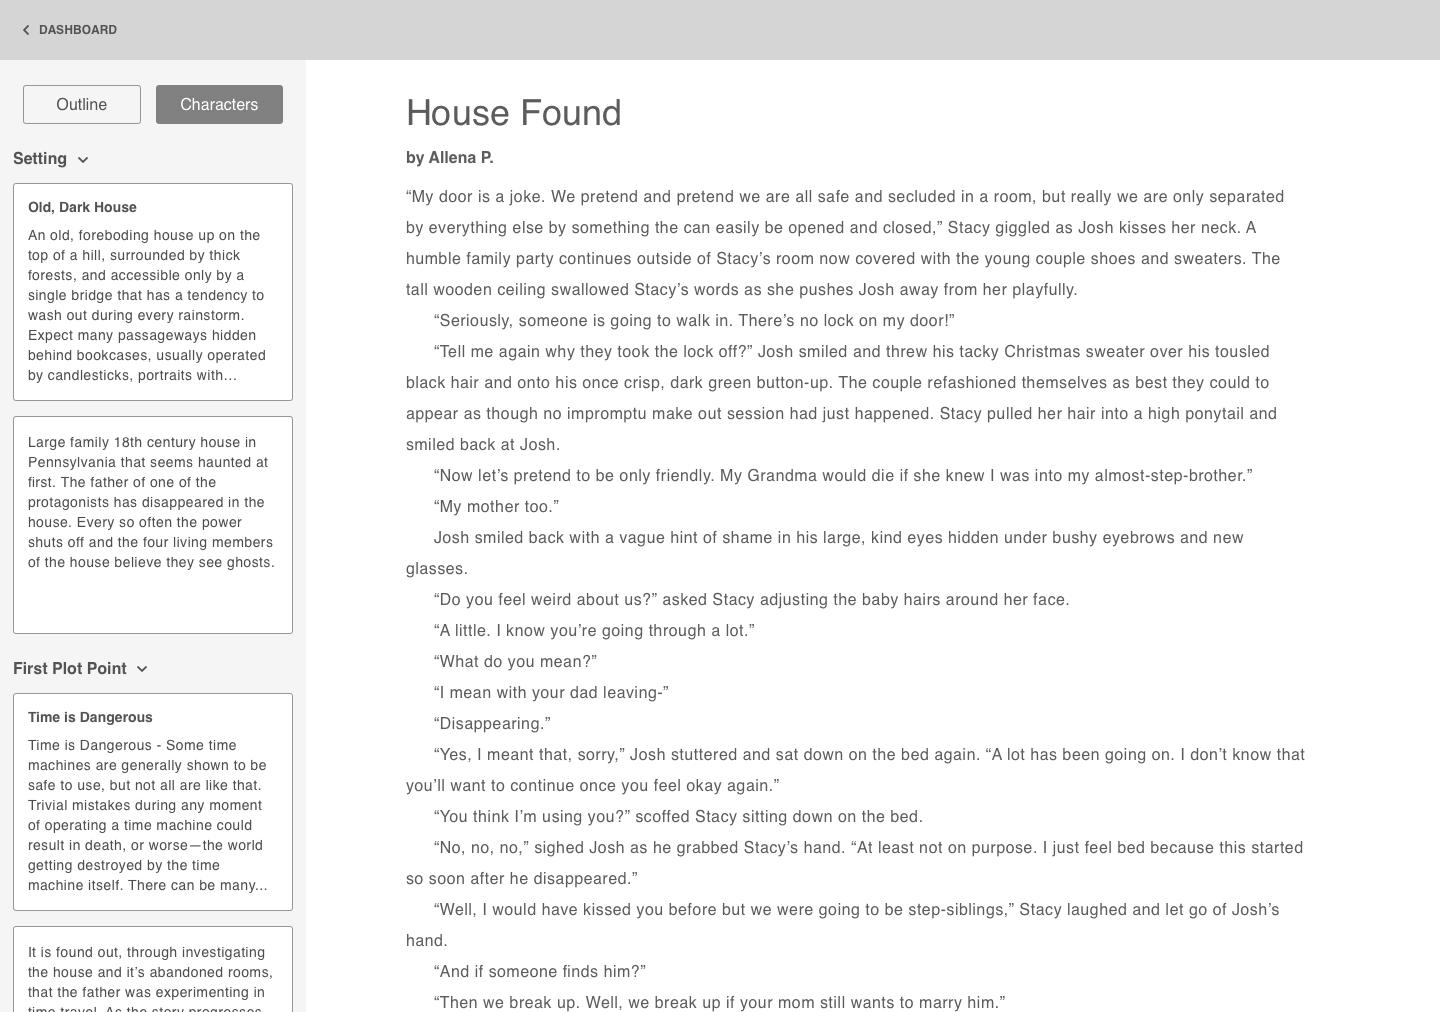 DASHBOARD
Outline
Characters
Setting
Old, Dark House
An old, foreboding house up on the
top of a hill, surrounded by thick
forests, and accessible only by a
single bridge that has a tendency to
wash out during every rainstorm.
Expect many passageways hidden
behind bookcases, usually operated
by candlesticks, portraits with...
Large family 18th century house in
Pennsylvania that seems haunted at
first. The father of one of the
protagonists has disappeared in the
house. Every so often the power
shuts off and the four living members
of the house believe they see ghosts.
First Plot Point
Time is Dangerous
Time is Dangerous - Some time
machines are generally shown to be
safe to use, but not all are like that.
Trivial mistakes during any moment
of operating a time machine could
result in death, or worse—the world
getting destroyed by the time
machine itself. There can be many...
It is found out, through investigating
the house and it’s abandoned rooms,
that the father was experimenting in
time travel. As the story progresses
House Found
by Allena P.
“My door is a joke. We pretend and pretend we are all safe and secluded in a room, but really we are only separated
by everything else by something the can easily be opened and closed,” Stacy giggled as Josh kisses her neck. A
humble family party continues outside of Stacy’s room now covered with the young couple shoes and sweaters. The
tall wooden ceiling swallowed Stacy’s words as she pushes Josh away from her playfully.
“Seriously, someone is going to walk in. There’s no lock on my door!”
“Tell me again why they took the lock off?” Josh smiled and threw his tacky Christmas sweater over his tousled
black hair and onto his once crisp, dark green button-up. The couple refashioned themselves as best they could to
appear as though no impromptu make out session had just happened. Stacy pulled her hair into a high ponytail and
smiled back at Josh.
“Now let’s pretend to be only friendly. My Grandma would die if she knew I was into my almost-step-brother.”
“My mother too.”
Josh smiled back with a vague hint of shame in his large, kind eyes hidden under bushy eyebrows and new
glasses.
“Do you feel weird about us?” asked Stacy adjusting the baby hairs around her face.
“A little. I know you’re going through a lot.”
“What do you mean?”
“I mean with your dad leaving-”
“Disappearing.”
“Yes, I meant that, sorry,” Josh stuttered and sat down on the bed again. “A lot has been going on. I don’t know that
you’ll want to continue once you feel okay again.”
“You think I’m using you?” scoffed Stacy sitting down on the bed.
“No, no, no,” sighed Josh as he grabbed Stacy’s hand. “At least not on purpose. I just feel bed because this started
so soon after he disappeared.”
“Well, I would have kissed you before but we were going to be step-siblings,” Stacy laughed and let go of Josh’s
hand.
“And if someone finds him?”
“Then we break up. Well, we break up if your mom still wants to marry him.”